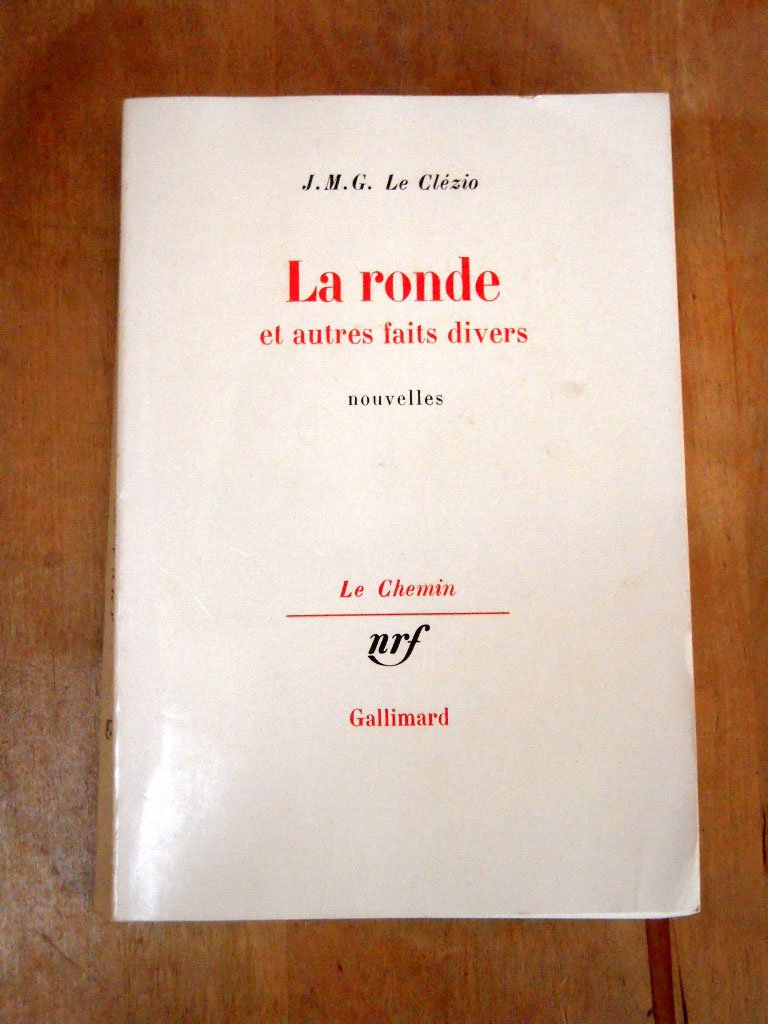 J.M.G. Le Clézio
La ronde
et autres faits divers
nouvelles
Le Chemin
nrf
Gallimard